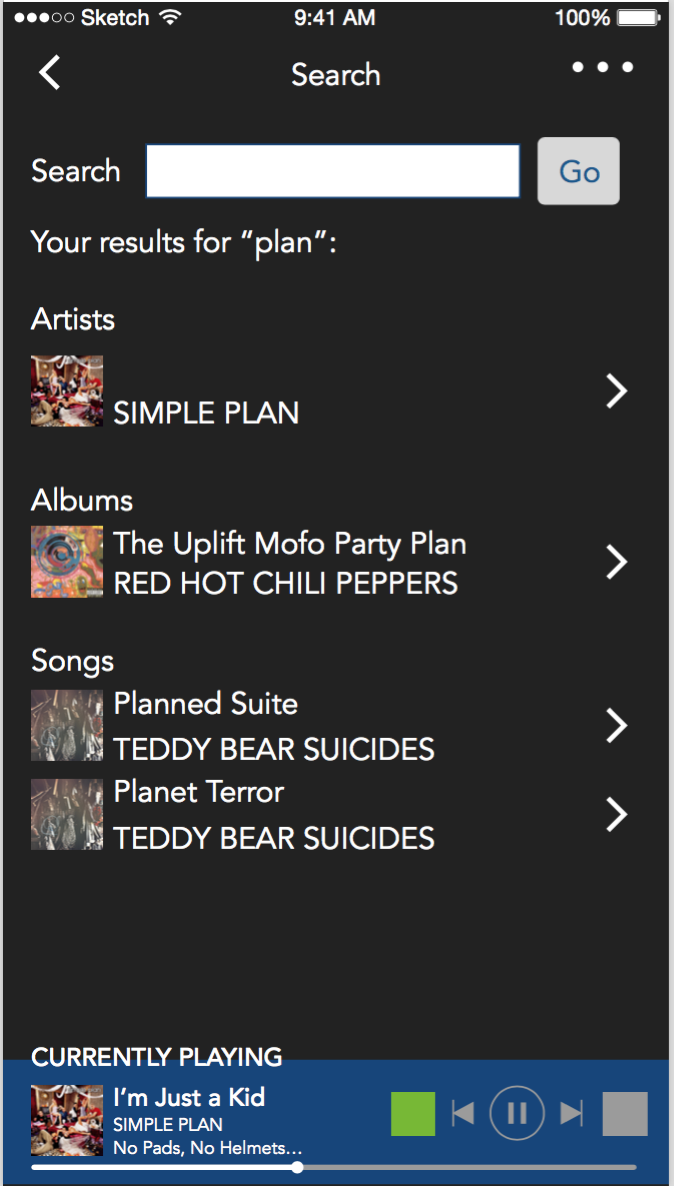 Sketch 9:41 AM 100%
Search
Search Go
Your results for “plan”:
Artists
SIMPLE PLAN
Albums
The Uplift Mofo Party Plan
RED HOT CHILI PEPPERS
Songs
Planned Suite
TEDDY BEAR SUICIDES
Planet Terror
TEDDY BEAR SUICIDES
CURRENTLY PLAYING
I’m Just a Kid
SIMPLE PLAN
No Pads, No Helmets...